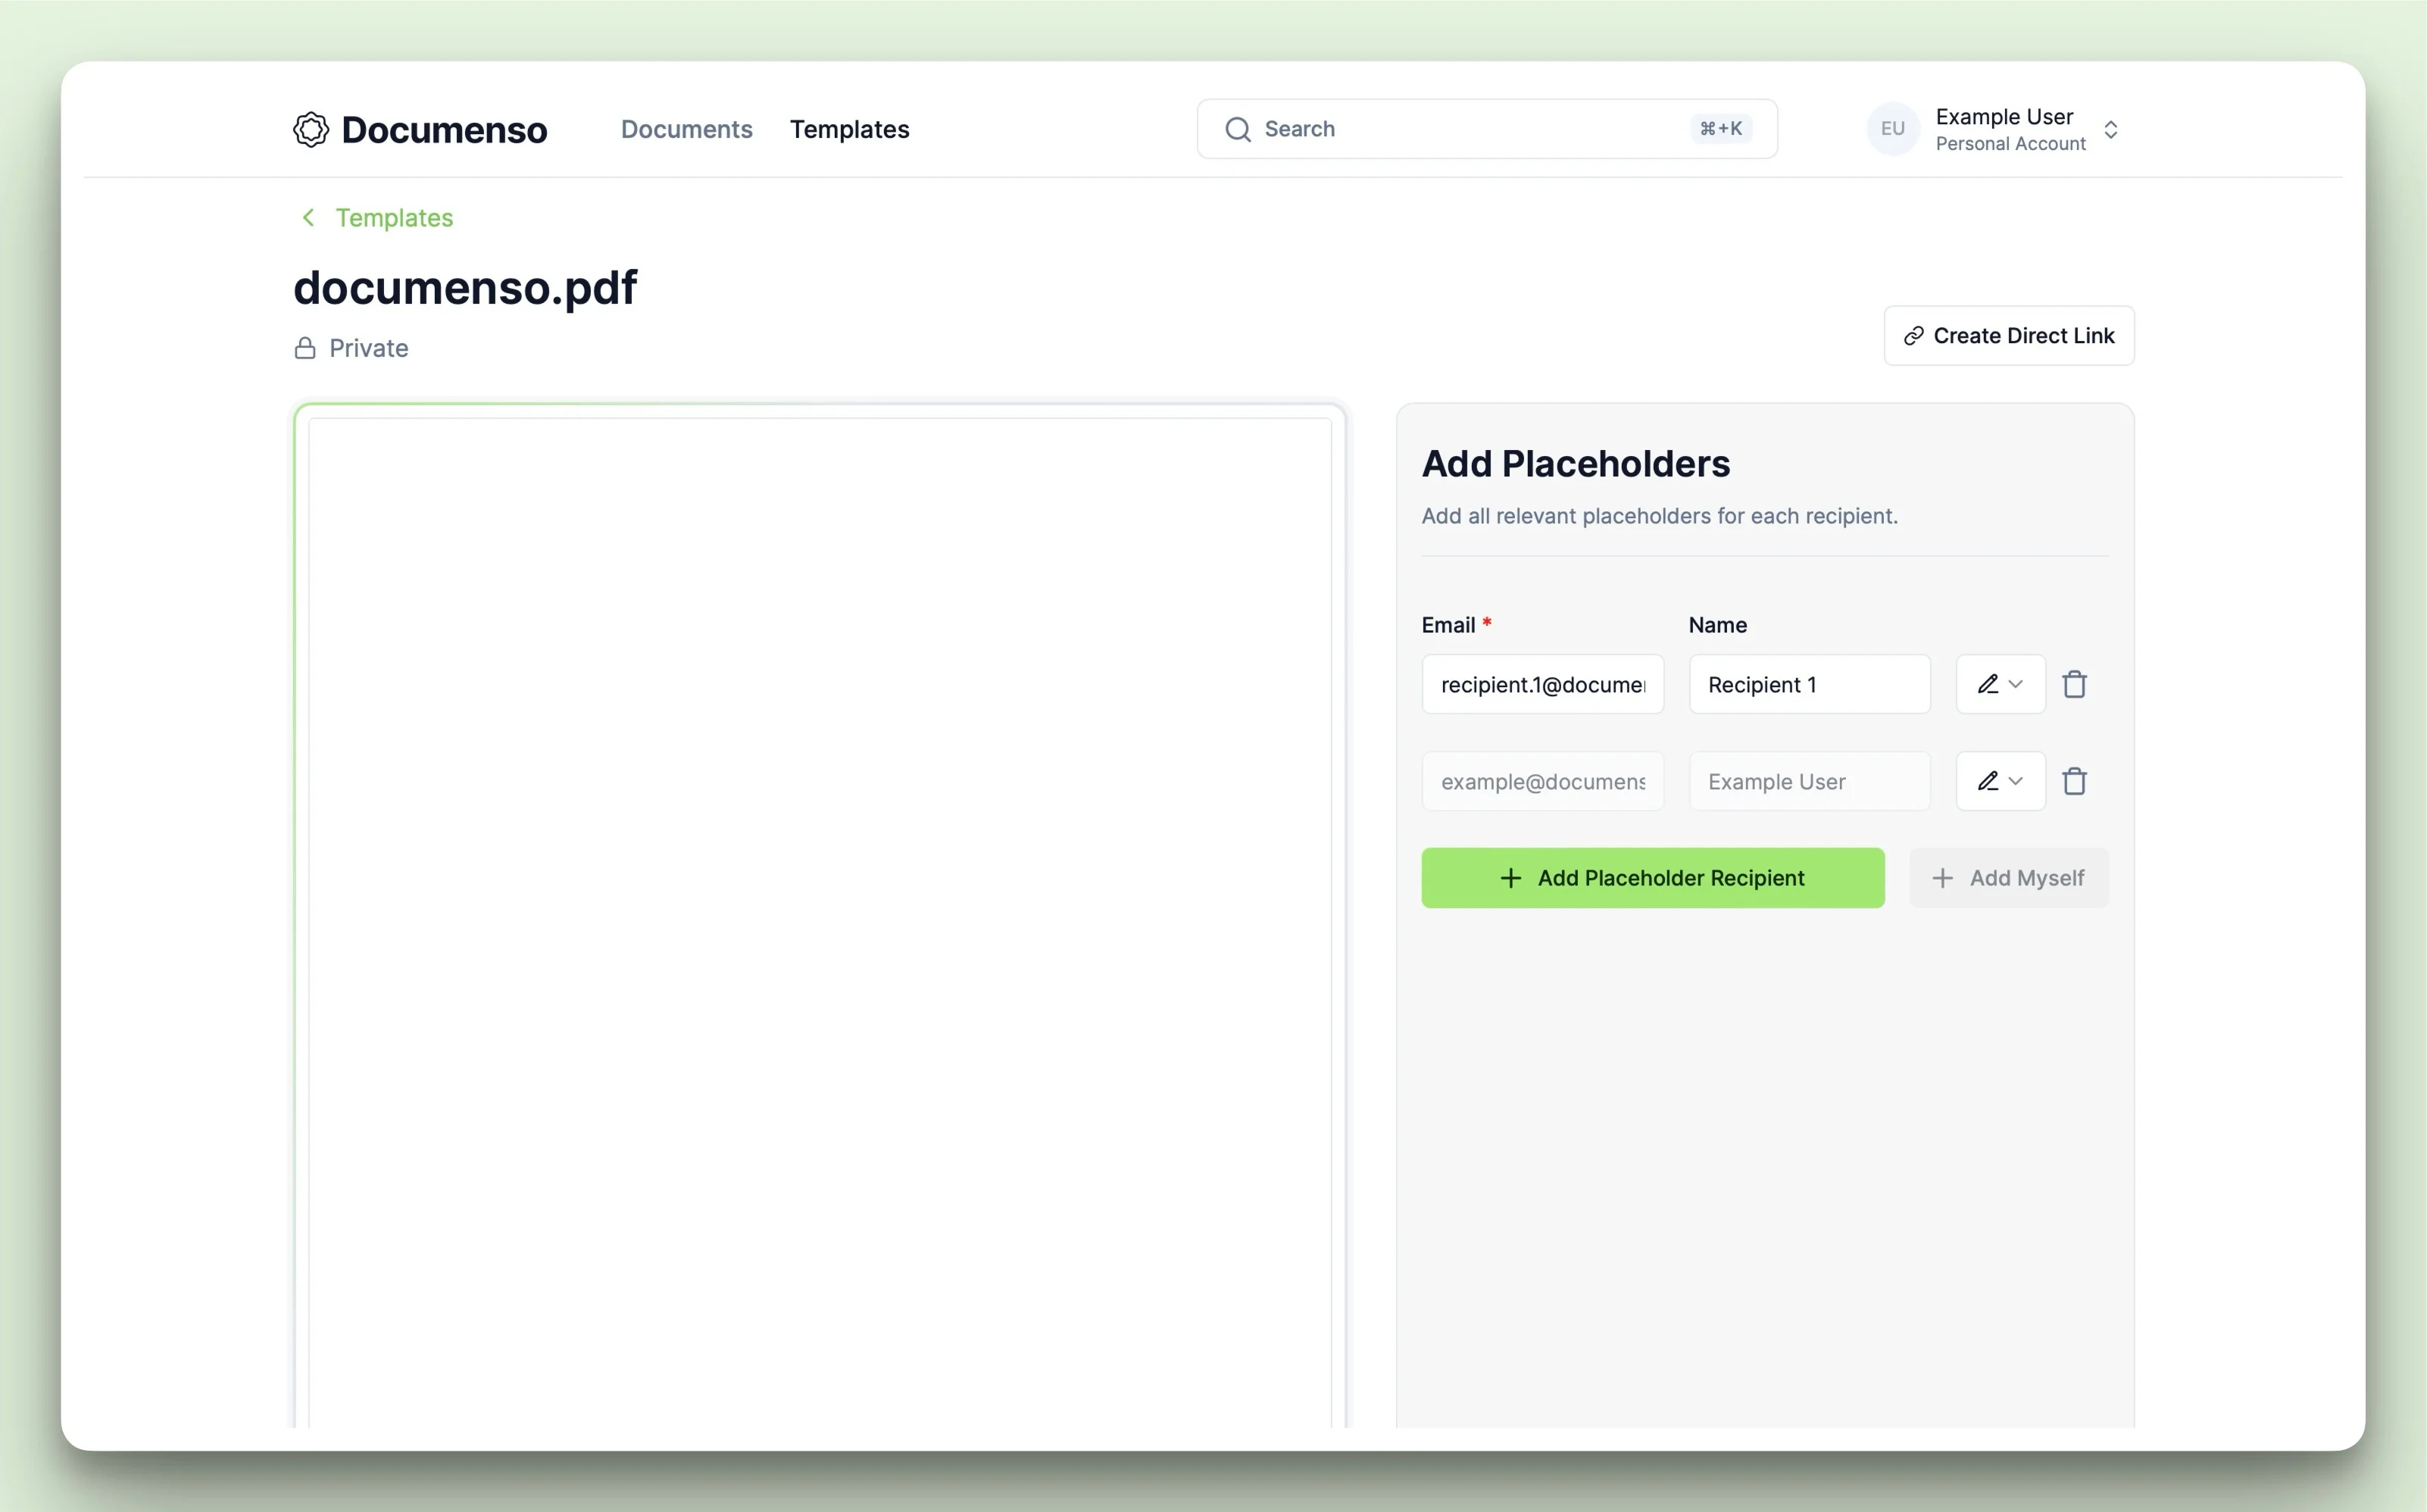 Documenso
Documents
Templates
Search
⌘+K
EU
Example User
Personal Account
Templates
documenso.pdf
Private
Create Direct Link
Add Placeholders
Add all relevant placeholders for each recipient.
Email *
Name
recipient.1@docume
Recipient 1
example@documens
Example User
Add Placeholder Recipient
Add Myself